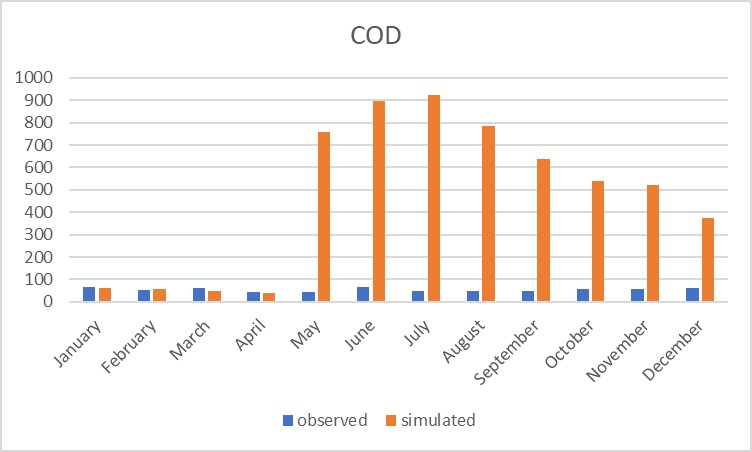 COD
1000
900
800
700
600
500
400
300
200
100
0
January
February
March
April
May
June
July
August
September
October
November
December
observed simulated